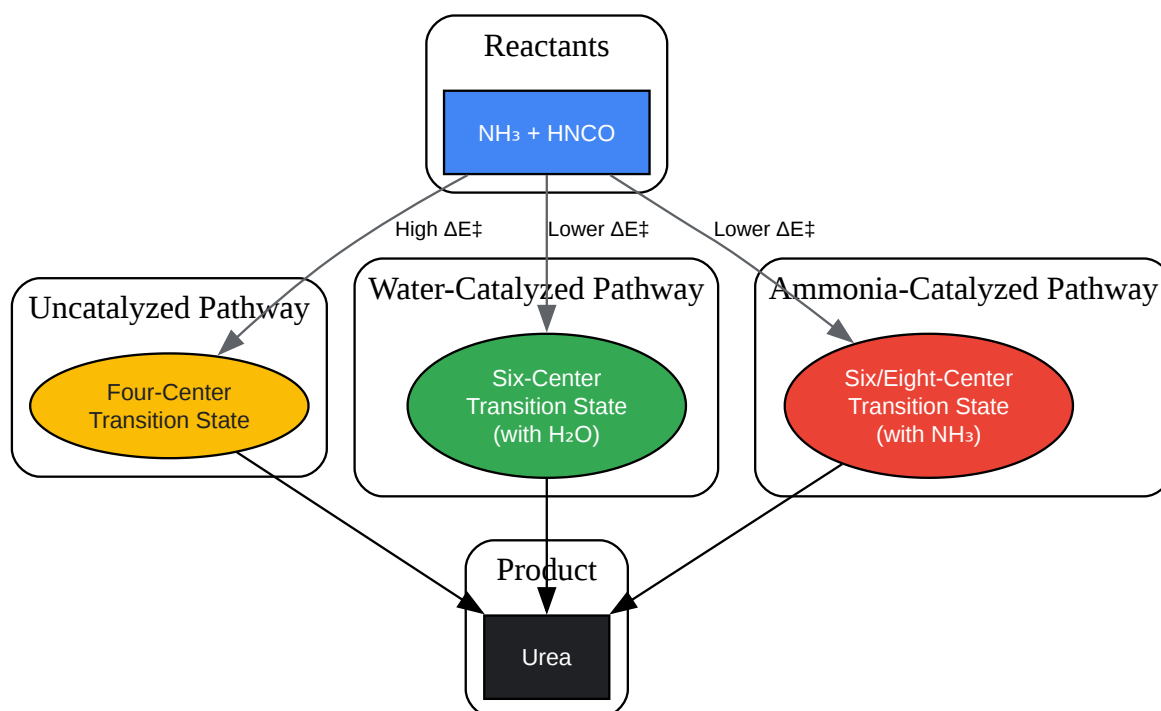 Reactants
NH₃ + HNCO
High ΔE‡
Lower ΔE‡
Lower ΔE‡
Uncatalyzed Pathway
Four-Center
Transition State
Water-Catalyzed Pathway
Six-Center
Transition State
(with H₂O)
Ammonia-Catalyzed Pathway
Six/Eight-Center
Transition State
(with NH₃)
Product
Urea